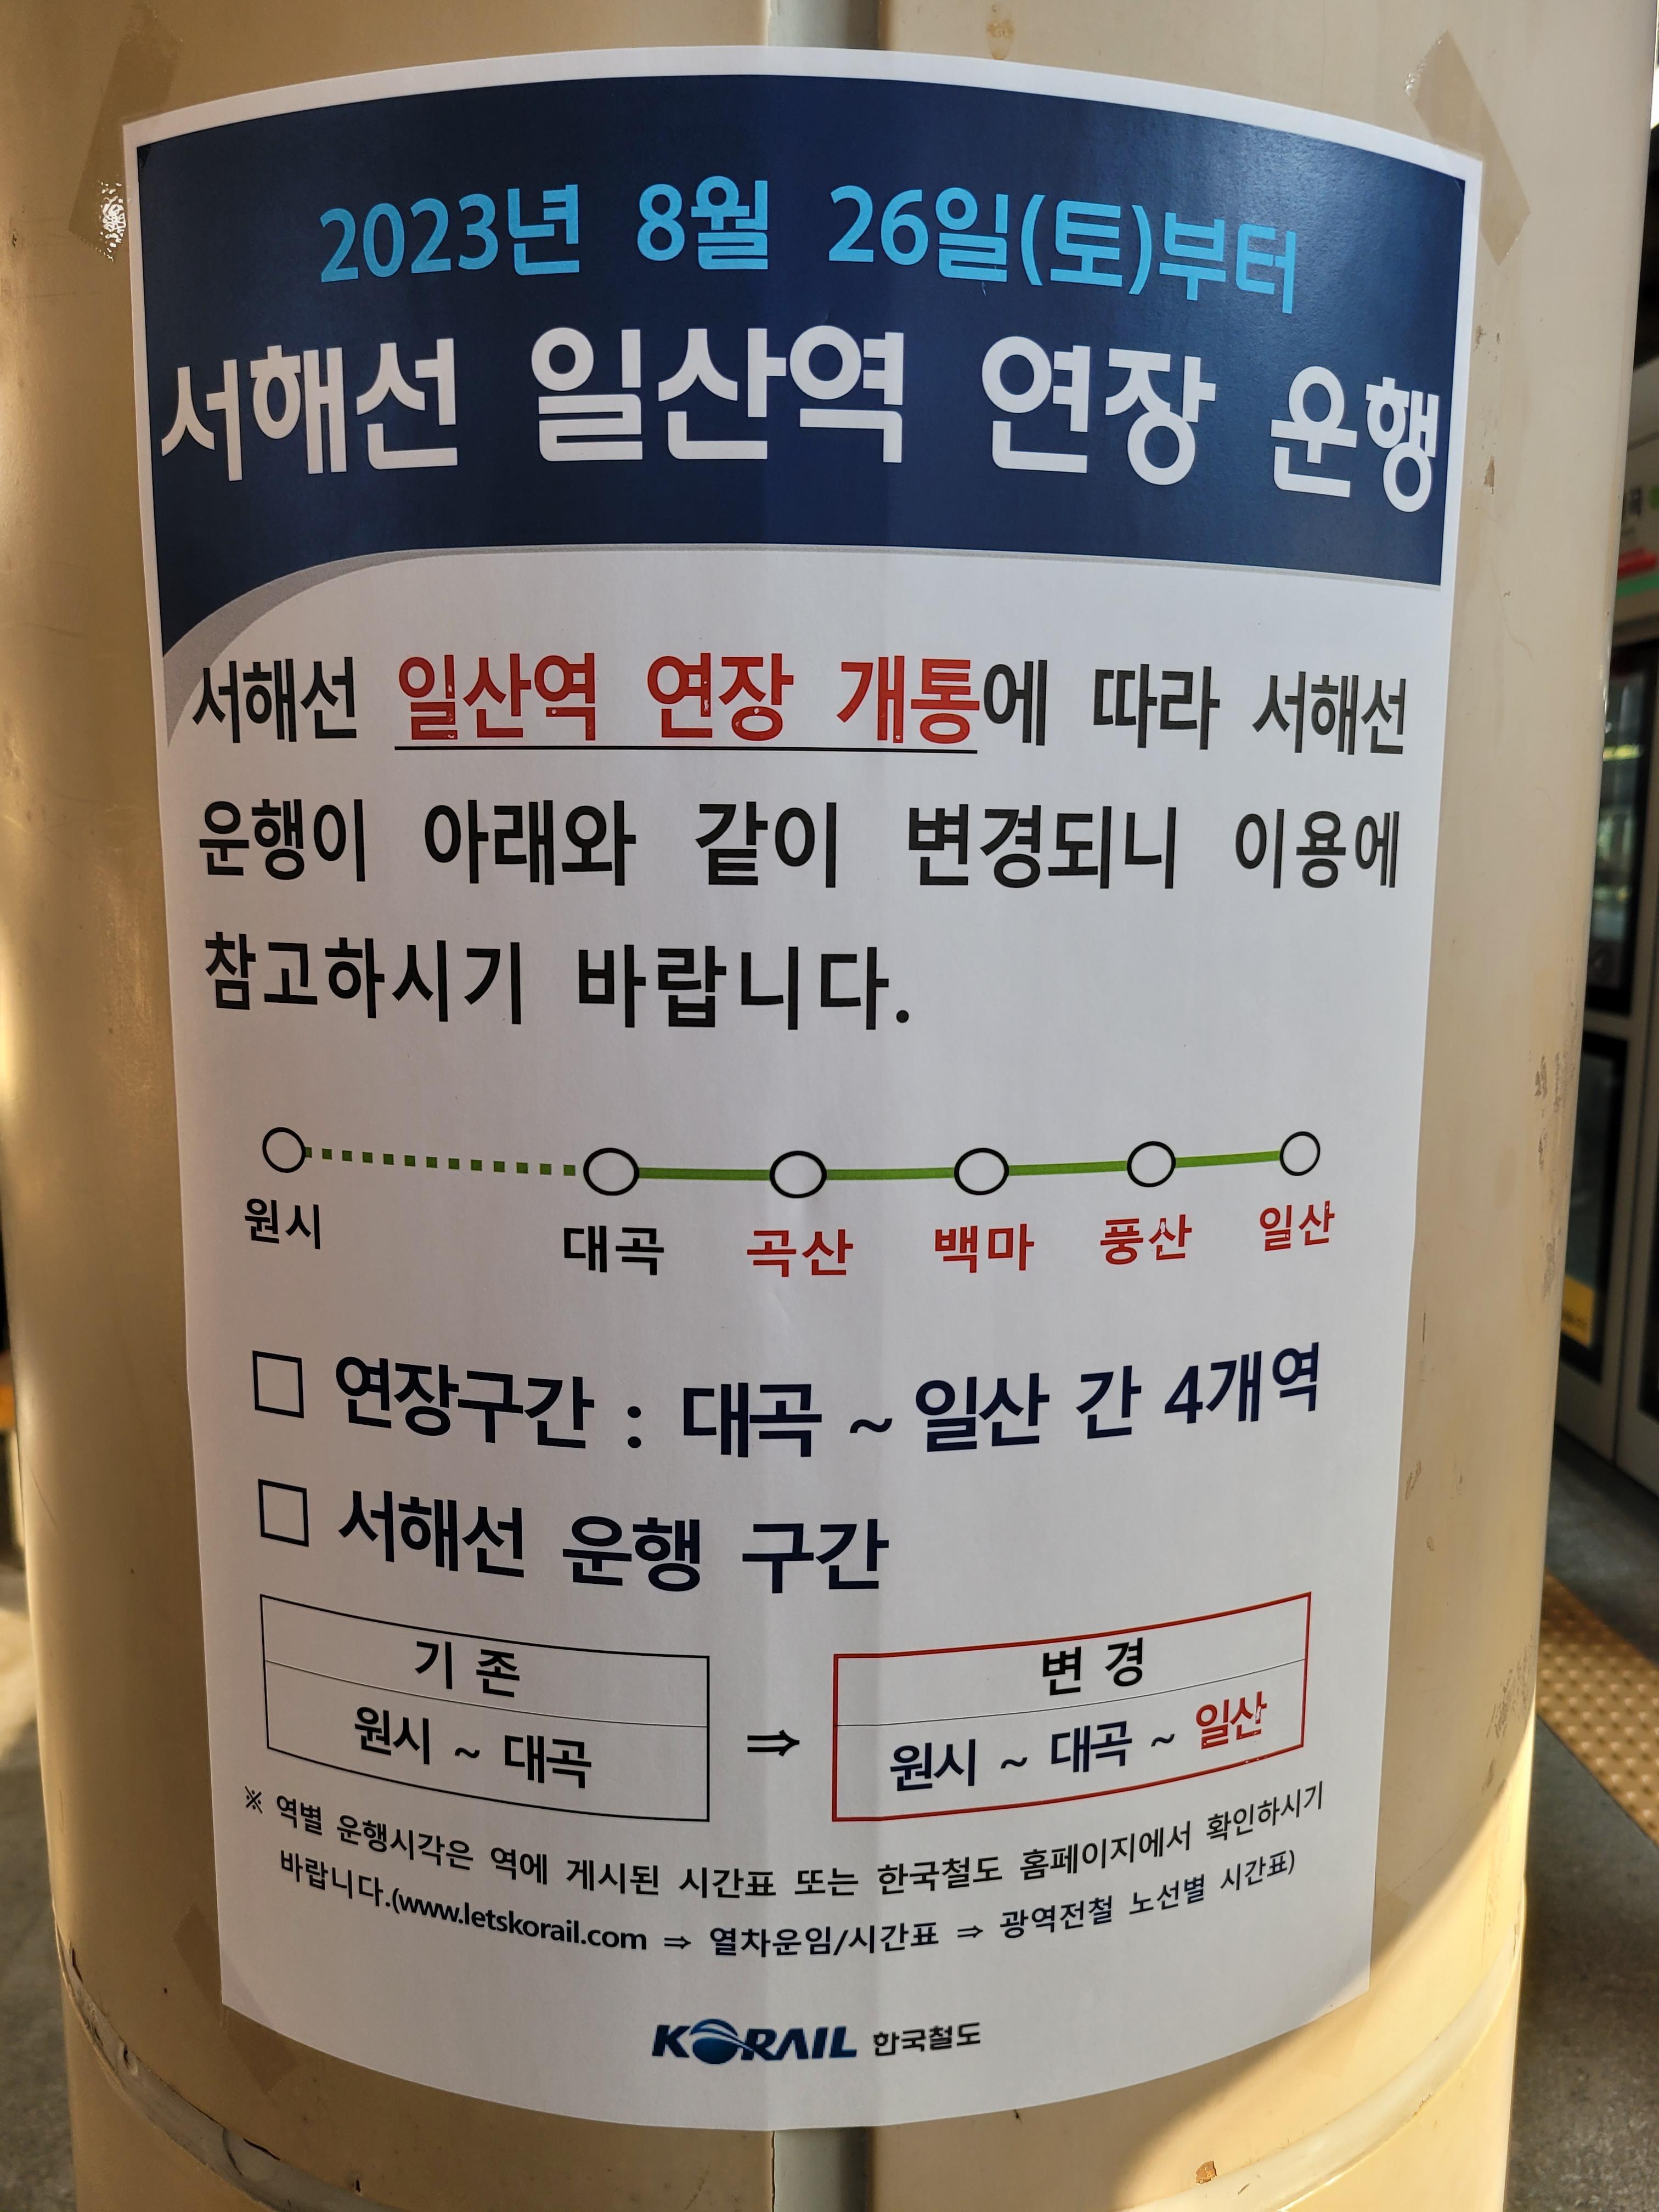 2023년 8월 26일(토)부터
서해선 일산역 연장 운행
서해선 일산역 연장 개통에 따라 서해선
운행이 아래와 같이 변경되니 이용에
참고하시기 바랍니다.
원시 대곡 곡산 백마 풍산 일산
□ 연장구간 : 대곡 ~ 일산 간 4개역
□ 서해선 운행 구간
기 존
원시 ~ 대곡
⇒
변 경
원시 ~ 대곡 ~ 일산
※ 역별 운행시각은 역에 게시된 시간표 또는 한국철도 홈페이지에서 확인하시기
바랍니다.(www.letskorail.com ⇒ 열차운임/시간표 ⇒ 광역전철 노선별 시간표)
KORAIL 한국철도